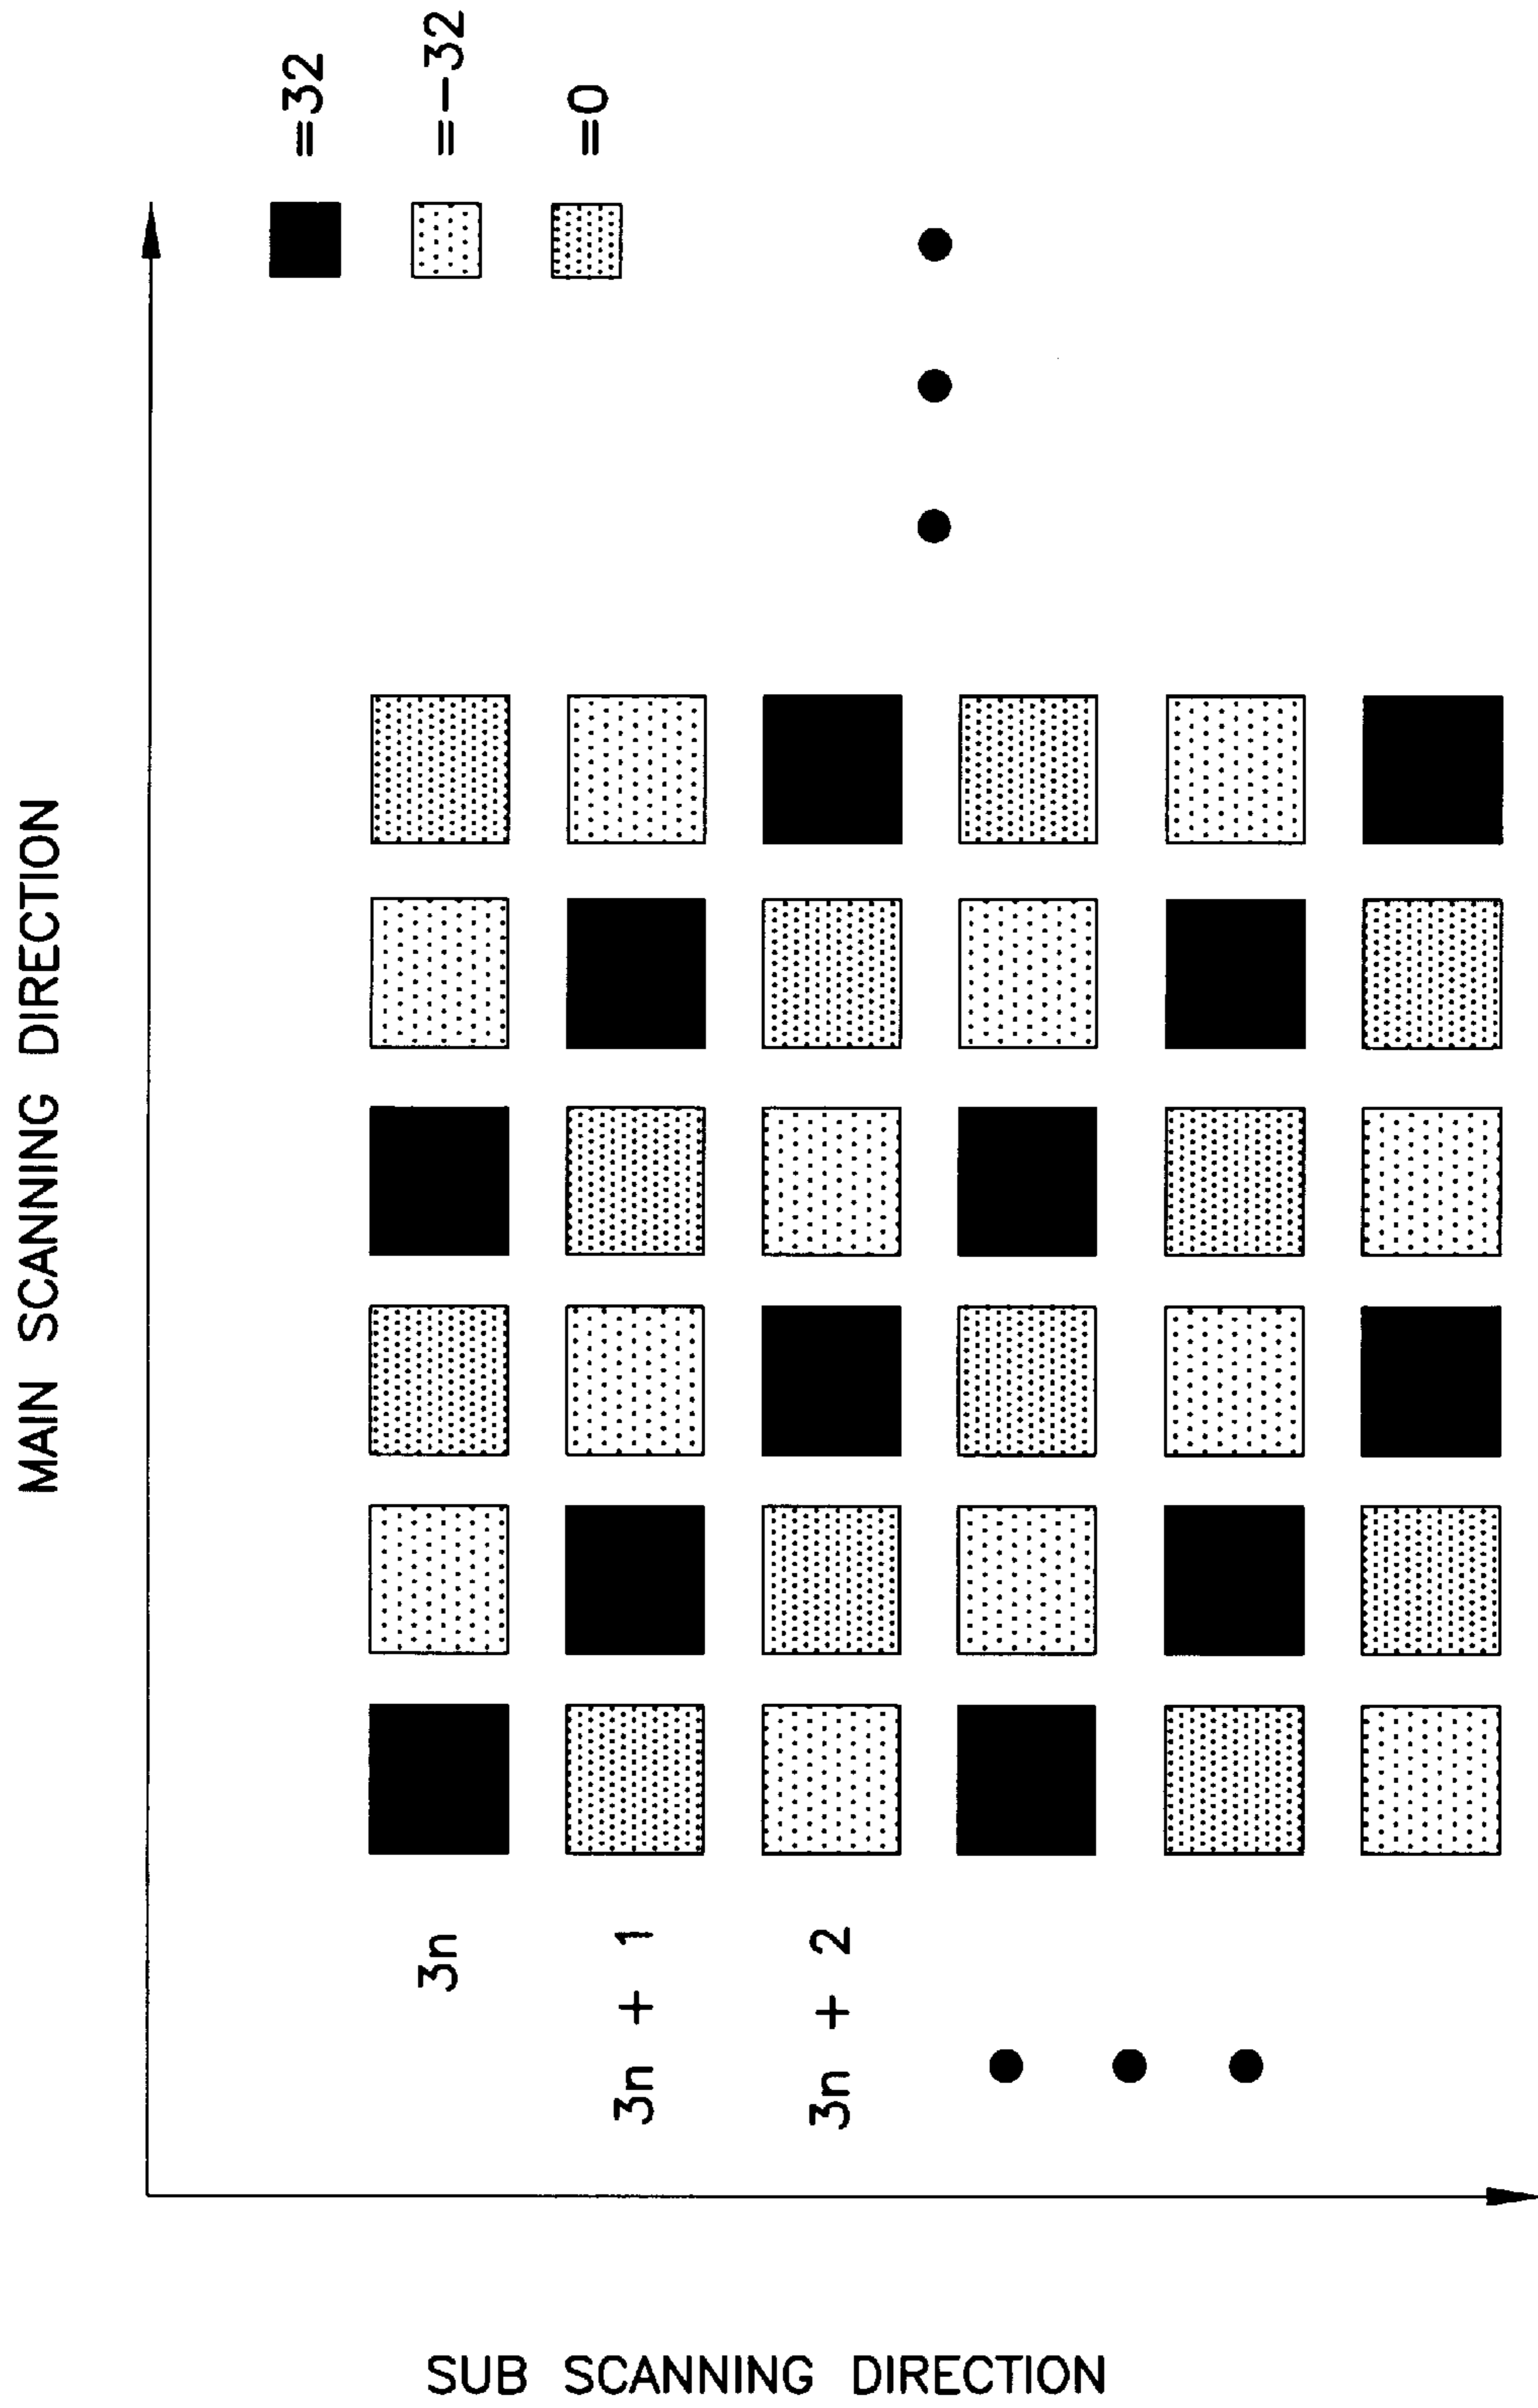 MAIN SCANNING DIRECTION
=32
=-32
=0
3n
3n + 1
3n + 2
SUB SCANNING DIRECTION